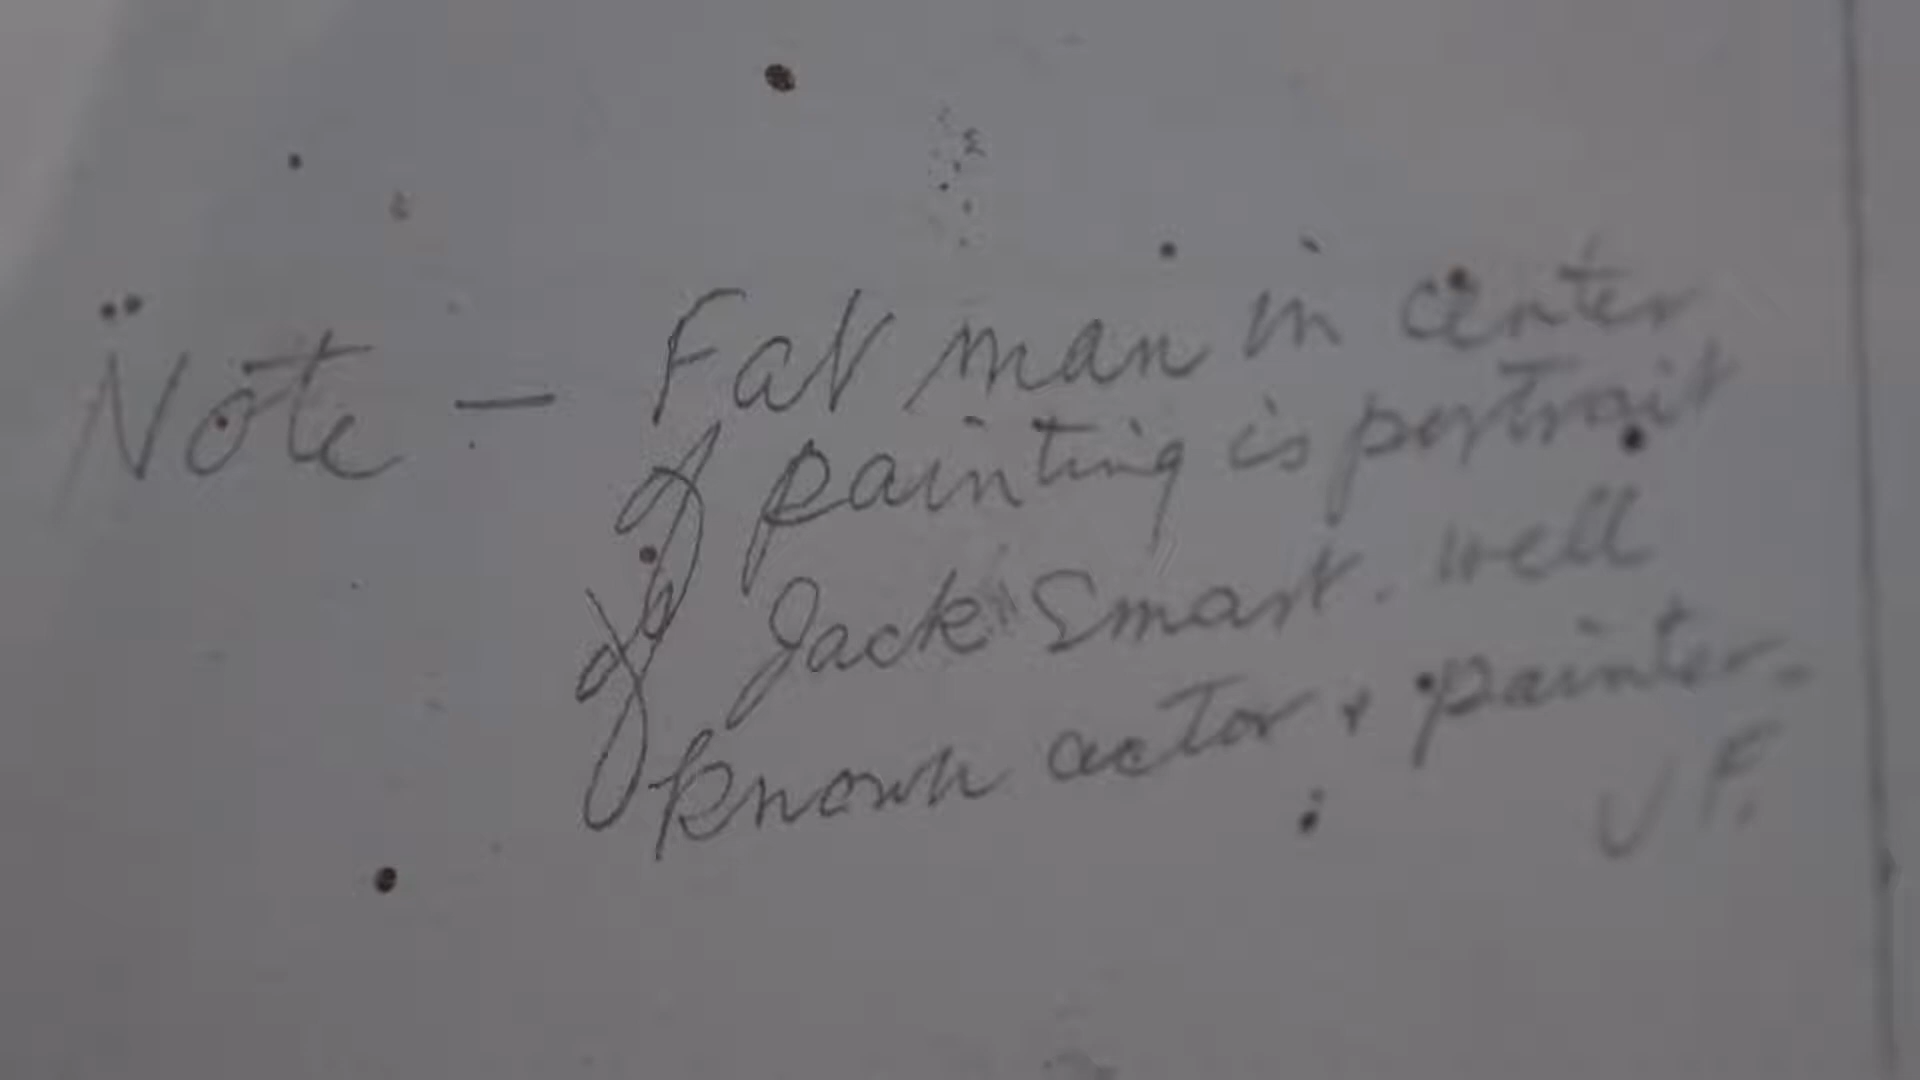 Note — Fat man in center
of painting is portrait
of Jack Smart. well
known actor + painter.
V F.